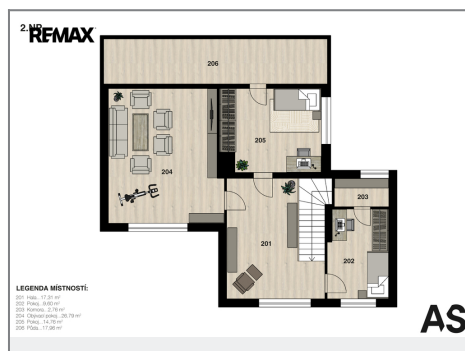 2.NP
RE/MAX
206
205
204
203
201
202
LEGENDA MÍSTNOSTÍ:
201 Hala.. 17,31 m²
202 Pokoj.. 9,60 m²
203 Komora.. 2,76 m²
204 Obývací pokoj.. 26,79 m²
205 Pokoj.. 14,76 m²
206 Půda.. 17,98 m²
AS